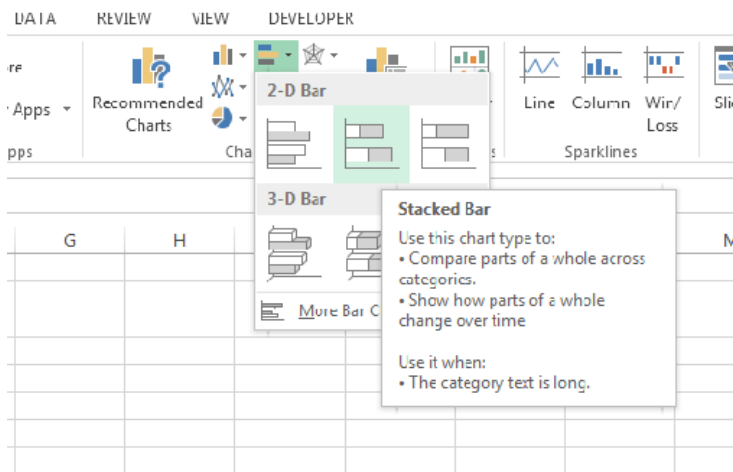 DATA REVIEW VIEW DEVELOPER
ore
Apps
Recommended
Charts
pps
Cha
2-D Bar
3-D Bar
More Bar C
Line Column Win/
Loss
Sli
s
Sparklines
G H M
Stacked Bar
Use this chart type to:
• Compare parts of a whole across
categories.
• Show how parts of a whole
change over time
Use it when:
• The category text is long.